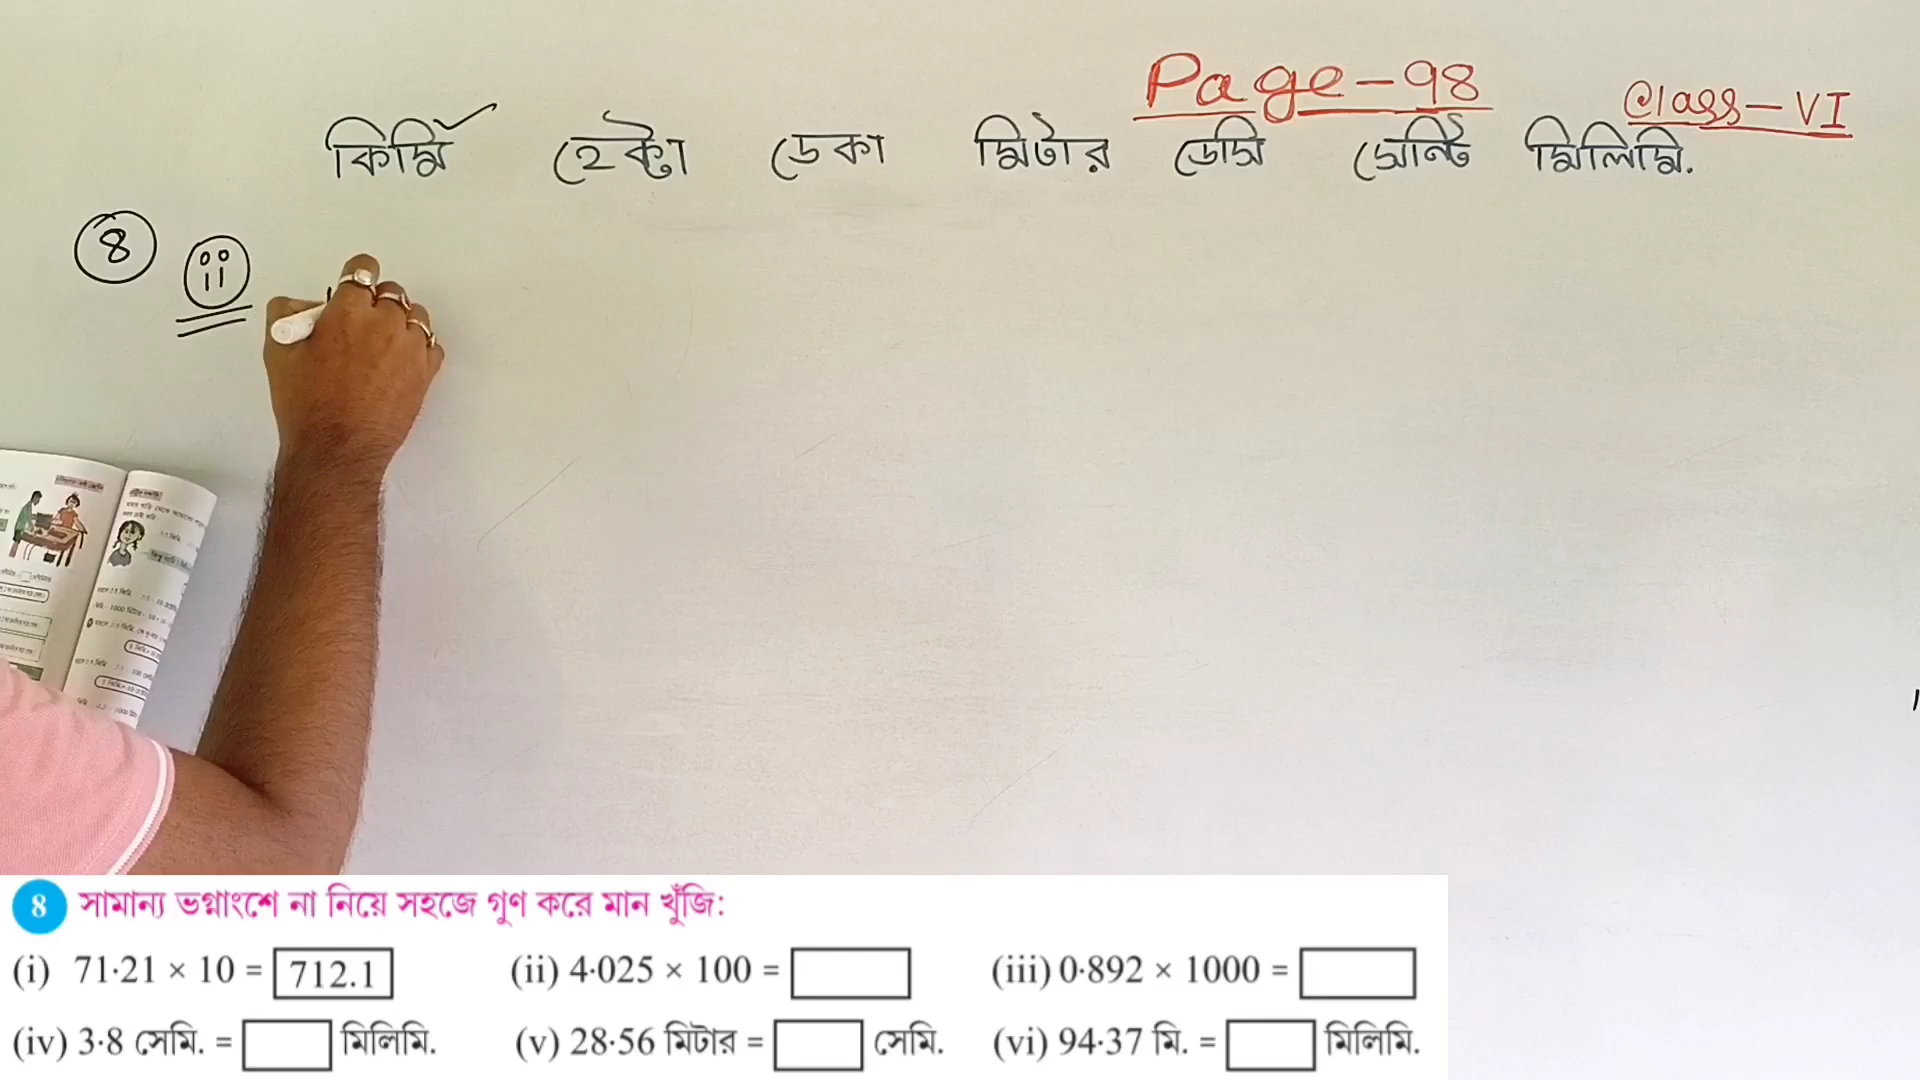 Page-98
Class-VI
কিমি হেক্টা ডেকা মিটার ডেসি সেন্টি মিলিমি.
8 ii
8 সামান্য ভগ্নাংশে না নিয়ে সহজে গুণ করে মান খুঁজি:
(i) 71·21 × 10 = 712.1 (ii) 4·025 × 100 = (iii) 0·892 × 1000 =
(iv) 3·8 সেমি. = মিলিমি. (v) 28·56 মিটার = সেমি. (vi) 94·37 মি. = মিলিমি.